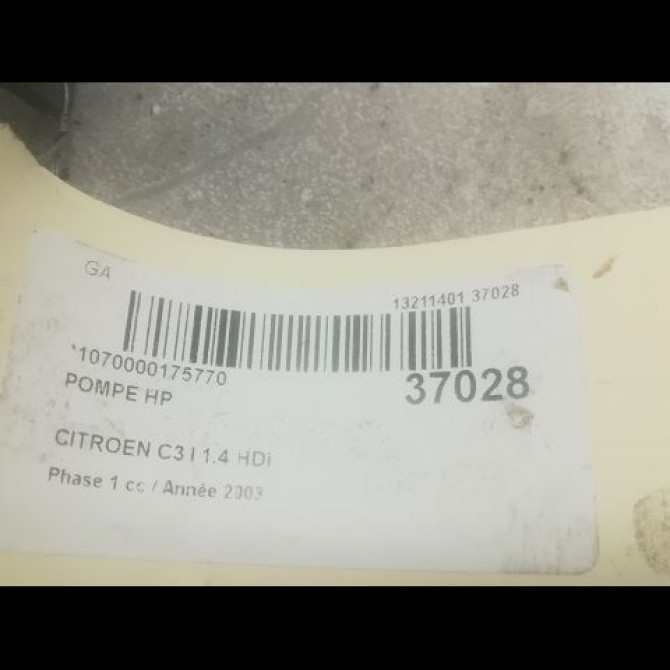 GA
13211401 37028
*1070000175770
37028
POMPE HP
CITROEN C3 I 1.4 HDi
Phase 1 cc / Année 2003